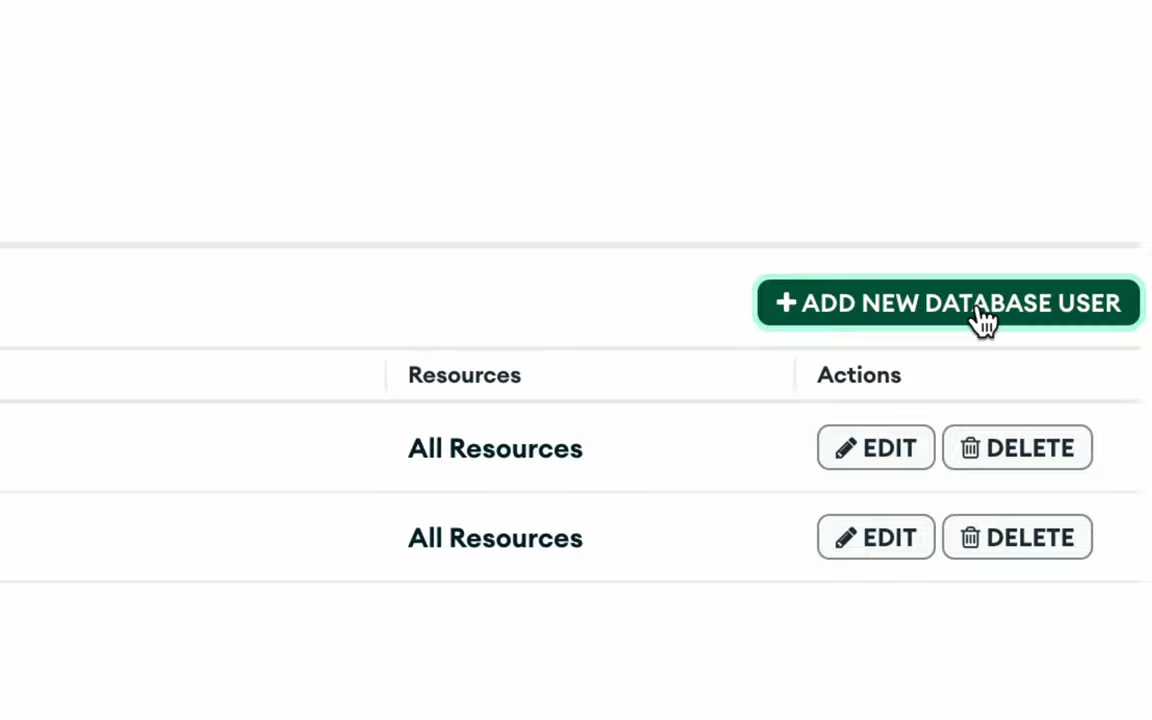 ADD NEW DATABASE USER
Resources Actions
All Resources EDIT DELETE
All Resources EDIT DELETE